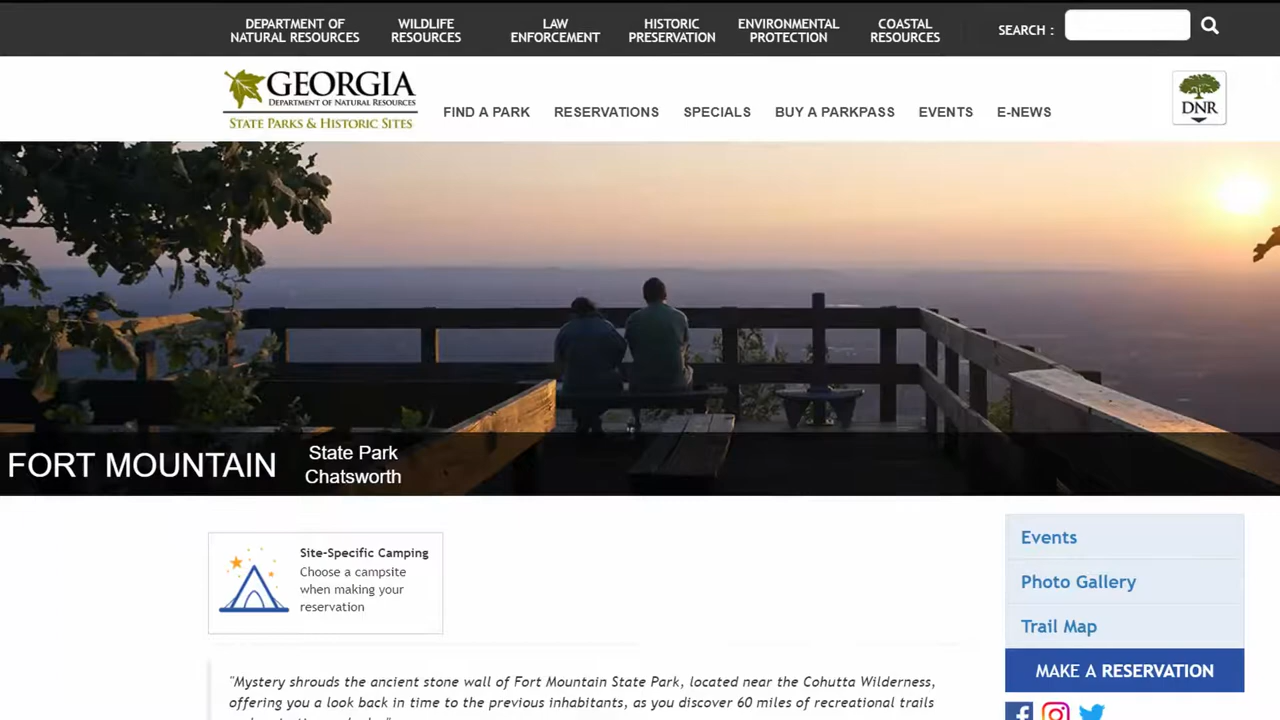 DEPARTMENT OF
NATURAL RESOURCES
WILDLIFE
RESOURCES
LAW
ENFORCEMENT
HISTORIC
PRESERVATION
ENVIRONMENTAL
PROTECTION
COASTAL
RESOURCES
SEARCH :
GEORGIA
DEPARTMENT OF NATURAL RESOURCES
STATE PARKS & HISTORIC SITES
FIND A PARK
RESERVATIONS
SPECIALS
BUY A PARKPASS
EVENTS
E-NEWS
DNR
FORT MOUNTAIN
State Park
Chatsworth
Site-Specific Camping
Choose a campsite
when making your
reservation
Events
Photo Gallery
Trail Map
MAKE A RESERVATION
"Mystery shrouds the ancient stone wall of Fort Mountain State Park, located near the Cohutta Wilderness,
offering you a look back in time to the previous inhabitants, as you discover 60 miles of recreational trails